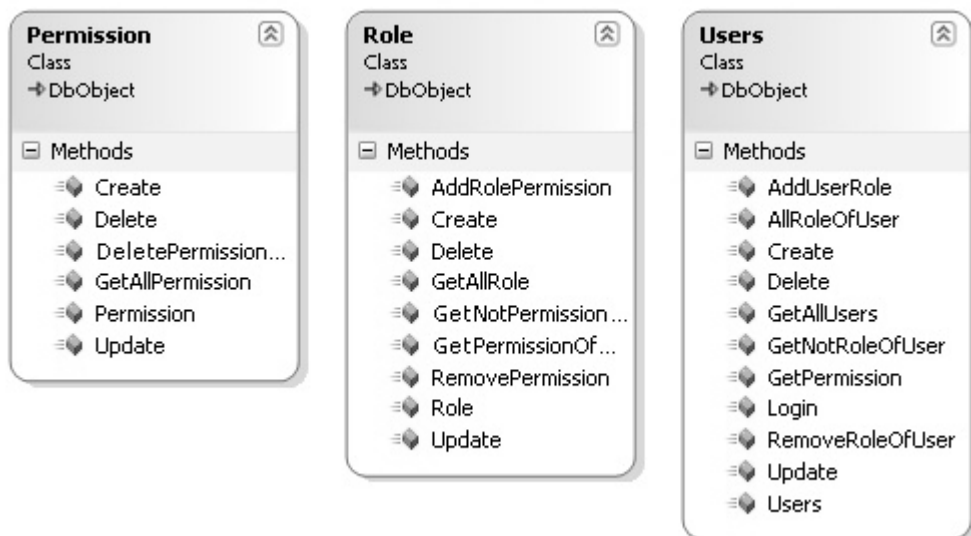 Permission
Class
DbObject
Methods
Create
Delete
DeletePermission...
GetAllPermission
Permission
Update
Role
Class
DbObject
Methods
AddRolePermission
Create
Delete
GetAllRole
GetNotPermission...
GetPermissionOf...
RemovePermission
Role
Update
Users
Class
DbObject
Methods
AddUserRole
AllRoleOfUser
Create
Delete
GetAllUsers
GetNotRoleOfUser
GetPermission
Login
RemoveRoleOfUser
Update
Users